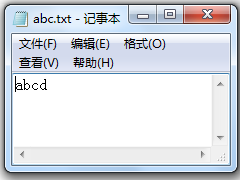 abc.txt - 记事本
文件(F) 编辑(E) 格式(O)
查看(V) 帮助(H)
abcd